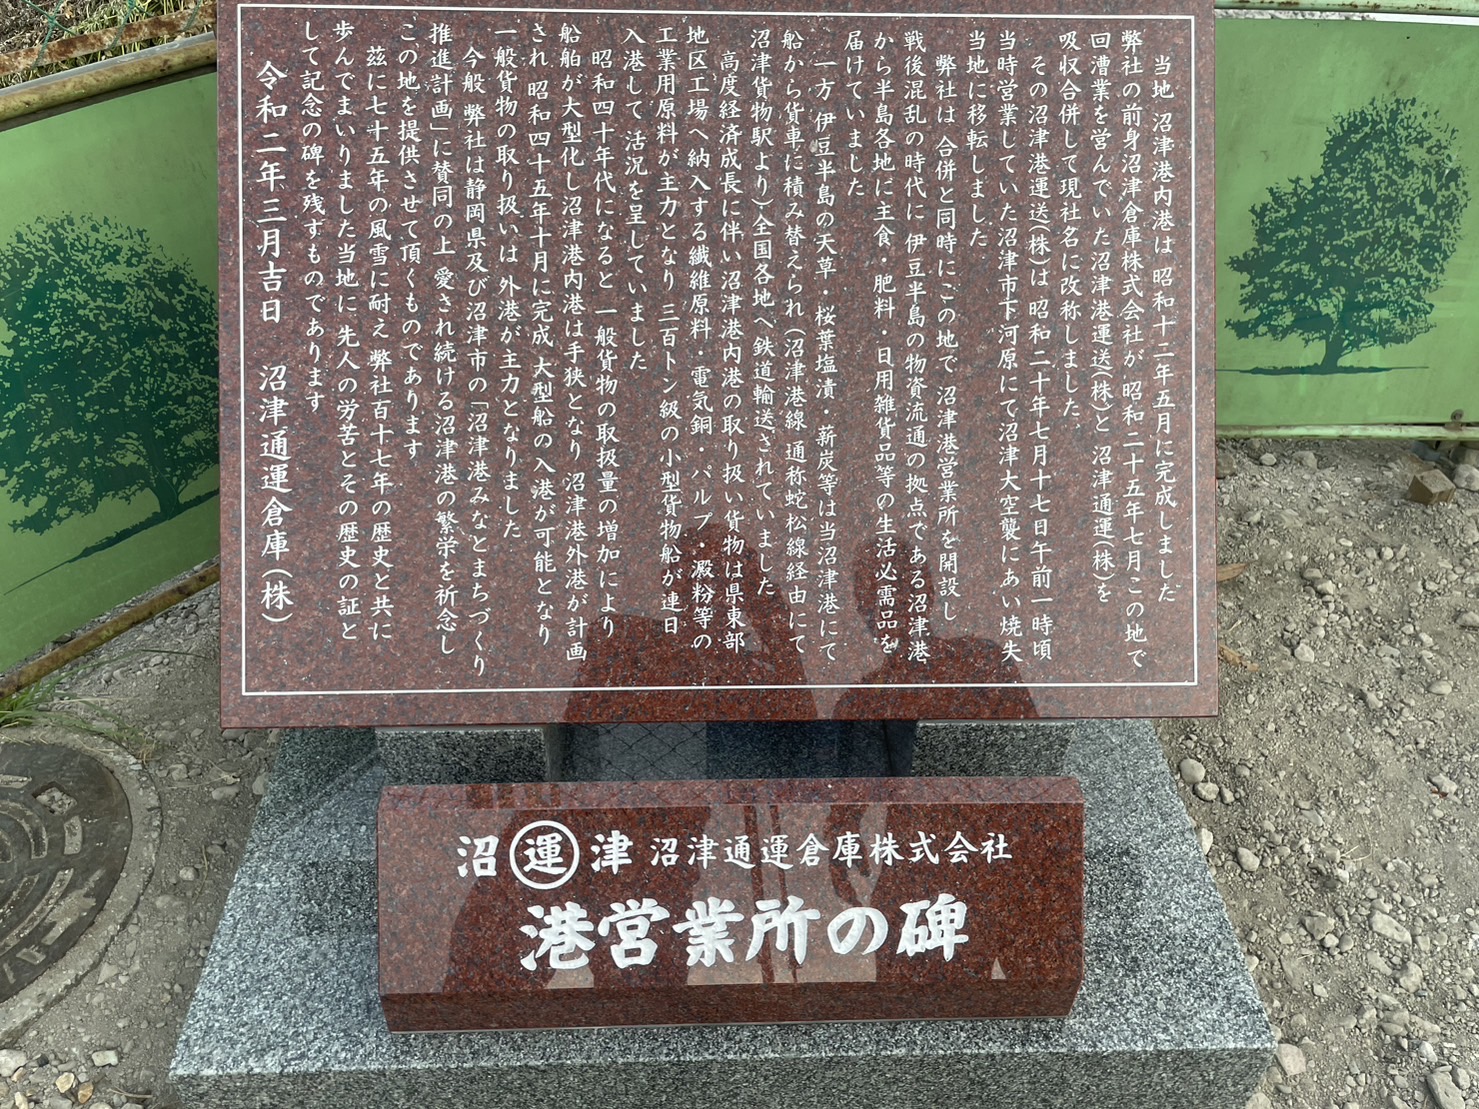 当地 沼津港内港は 昭和十二年五月に完成しました
弊社の前身沼津倉庫株式会社が 昭和二十五年七月この地で
回漕業を営んでいた沼津港運送(株)と 沼津通運(株)を
吸収合併して現社名に改称しました。
その沼津港運送(株)は 昭和二十年七月十七日午前一時頃
当時営業していた沼津市下河原にて沼津大空襲にあい焼失
当地に移転しました
弊社は 合併と同時にこの地で 沼津港営業所を開設し
戦後混乱の時代に 伊豆半島の物資流通の拠点である沼津港
から半島各地に主食・肥料・日用雑貨品等の生活必需品を
届けていました
一方 伊豆半島の天草・桜葉塩漬・薪炭等は当沼津港にて
船から貨車に積み替えられ(沼津港線 通称蛇松線経由にて
沼津貨物駅より)全国各地へ鉄道輸送されていました
高度経済成長に伴い沼津港内港の取り扱い貨物は県東部
地区工場へ納入する繊維原料・電気銅・パルプ・澱粉等の
工業用原料が主力となり 三百トン級の小型貨物船が連日
入港して 活況を呈していました
昭和四十年代になると 一般貨物の取扱量の増加により
船舶が大型化し沼津港内港は手狭となり 沼津港外港が計画
され 昭和四十五年十月に完成 大型船の入港が可能となり
一般貨物の取り扱いは 外港が主力となりました
今般 弊社は静岡県及び沼津市の「沼津港みなとまちづくり
推進計画」に賛同の上 愛され続ける沼津港の繁栄を祈念し
この地を提供させて頂くものであります
茲に七十五年の風雪に耐え 弊社百十七年の歴史と共に
歩んでまいりました当地に 先人の労苦とその歴史の証と
して記念の碑を残すものであります
令和二年三月吉日 沼津通運倉庫(株)
沼運津 沼津通運倉庫株式会社
港営業所の碑